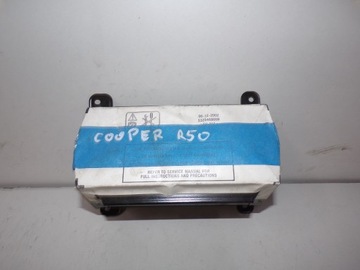 COOPER R50
REFER TO SERVICE MANUAL FOR
FULL INSTRUCTIONS AND PRECAUTIONS